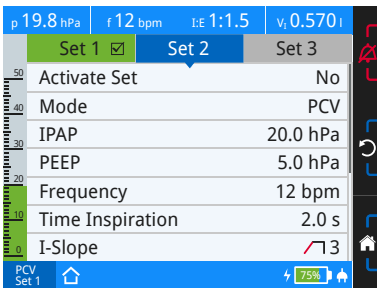 p 19.8 hPa f 12 bpm I:E 1:1.5 Vₜ 0.570 l
Set 1 ☑ Set 2 Set 3
Activate Set No
Mode PCV
IPAP 20.0 hPa
PEEP 5.0 hPa
Frequency 12 bpm
Time Inspiration 2.0 s
I-Slope 3
50
40
30
20
10
0
PCV
Set 1
75%